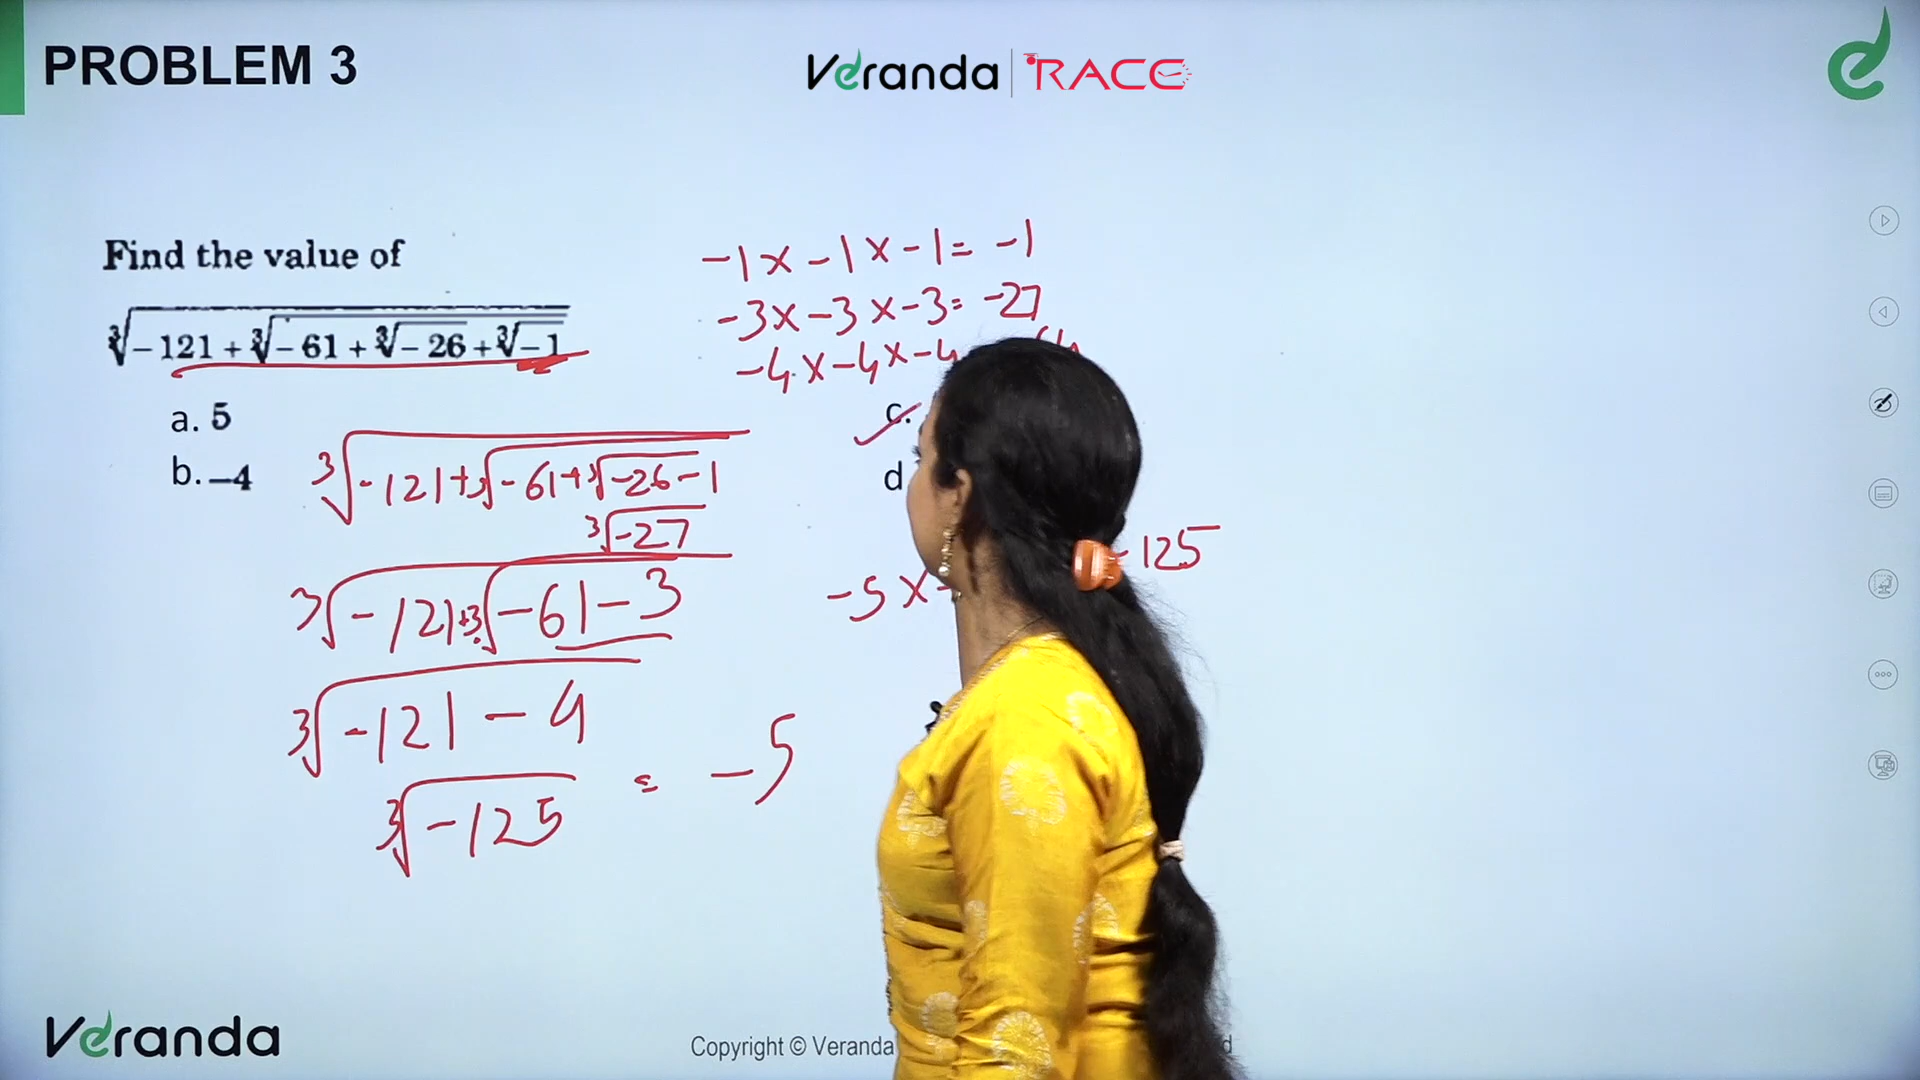 PROBLEM 3
Veranda RACE
Find the value of
∛-121 + ∛-61 + ∛-26 + ∛-1
a. 5
b. -4
c.
d
-1 x -1 x -1 = -1
-3 x -3 x -3 = -27
-4 x -4 x -4
∛-121 + ∛-61 + ∛-26 - 1
∛-27
∛-121 + ∛-61 - 3
∛-121 - 4
∛-125 = -5
-5 x
-125
Veranda
Copyright © Veranda